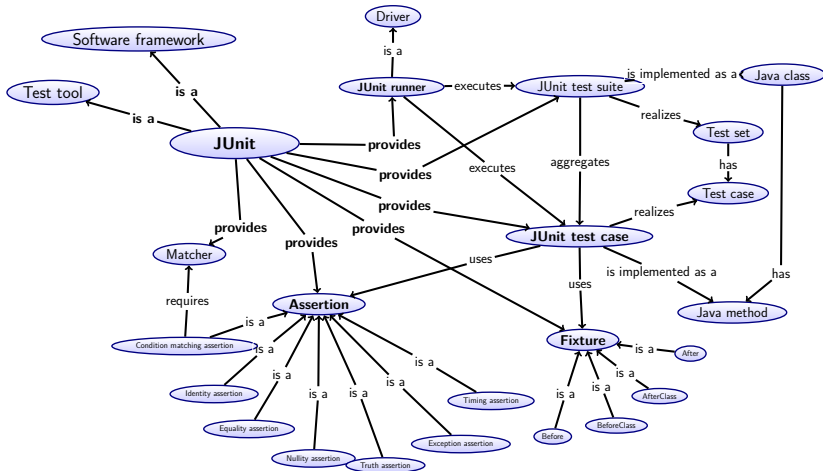 Driver
Software framework
is a
is a
Test tool
is a
JUnit runner
executes
JUnit test suite
is implemented as a
Java class
realizes
Test set
JUnit
provides
provides
executes
aggregates
has
Test case
provides
realizes
provides
provides
provides
JUnit test case
Matcher
uses
is implemented as a
has
uses
requires
Assertion
Java method
is a
Condition matching assertion
is a
Fixture
is a
After
is a
Identity assertion
is a
is a
is a
is a
Timing assertion
is a
is a
is a
AfterClass
Equality assertion
Before
BeforeClass
Exception assertion
Nullity assertion
Truth assertion